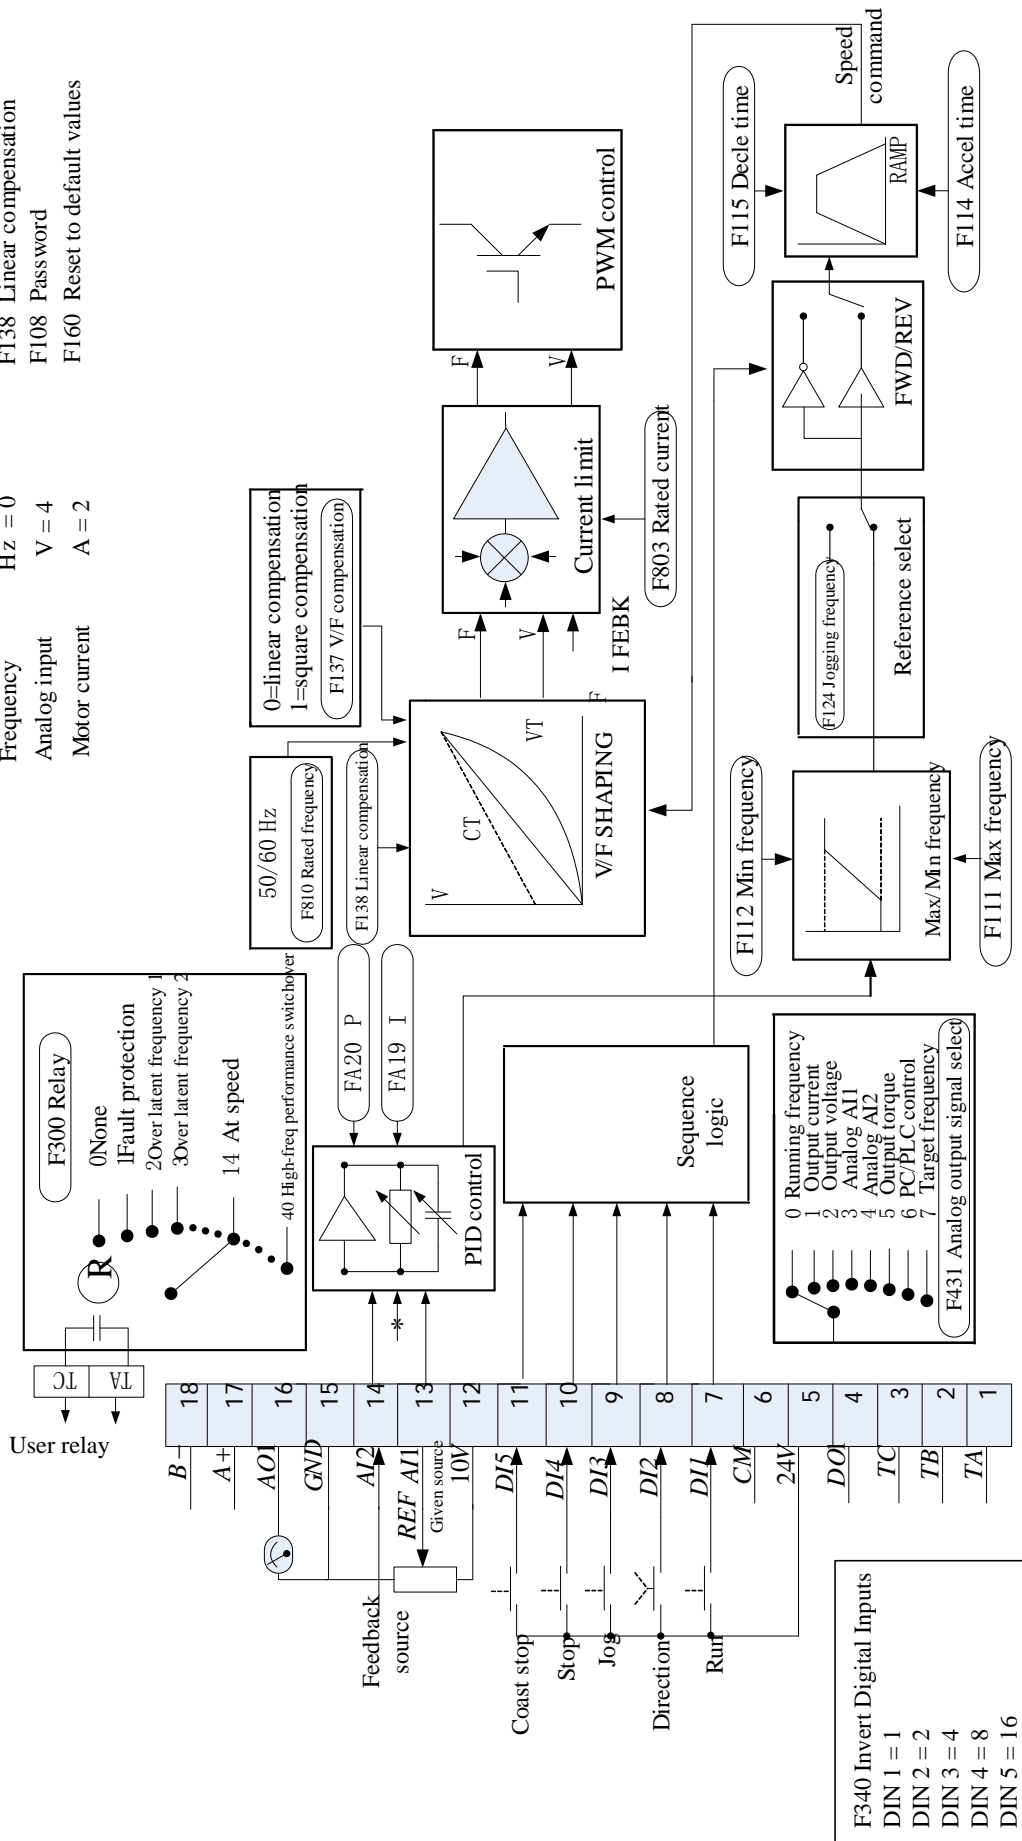 F138 Linear compensation
F108 Password
F160 Reset to default values
Frequency
Hz = 0
Analog input
V = 4
Motor current
A = 2
F300 Relay
R
0None
1Fault protection
2Over latent frequency 1
3Over latent frequency 2
14 At speed
40 High-freq performance switchover
TC
TA
User relay
50/60 Hz
F810 Rated frequency
F138 Linear compensation
0=linear compensation
1=square compensation
F137 V/F compensation
FA20 P
FA19 I
PID control
*
V
CT
VT
F
V/F SHAPING
F
V
I FEBK
Current limit
F803 Rated current
F
V
PWM control
Sequence
logic
F112 Min frequency
Max/Min frequency
F111 Max frequency
F124 Jogging frequency
Reference select
FWD/REV
F115 Decle time
RAMP
F114 Accel time
Speed
command
0 Running frequency
1 Output current
2 Output voltage
3 Analog AI1
4 Analog AI2
5 Output torque
6 PC/PLC control
7 Target frequency
F431 Analog output signal select
B- 18
A+ 17
AO1 16
GND 15
AI2 14
REF AI1 13
Given source
10V 12
DI5 11
DI4 10
DI3 9
DI2 8
DI1 7
CM 6
24V 5
DO1 4
TC 3
TB 2
TA 1
Feedback
source
Coast stop
Stop
Jog
Direction
Run
F340 Invert Digital Inputs
DIN 1 = 1
DIN 2 = 2
DIN 3 = 4
DIN 4 = 8
DIN 5 = 16